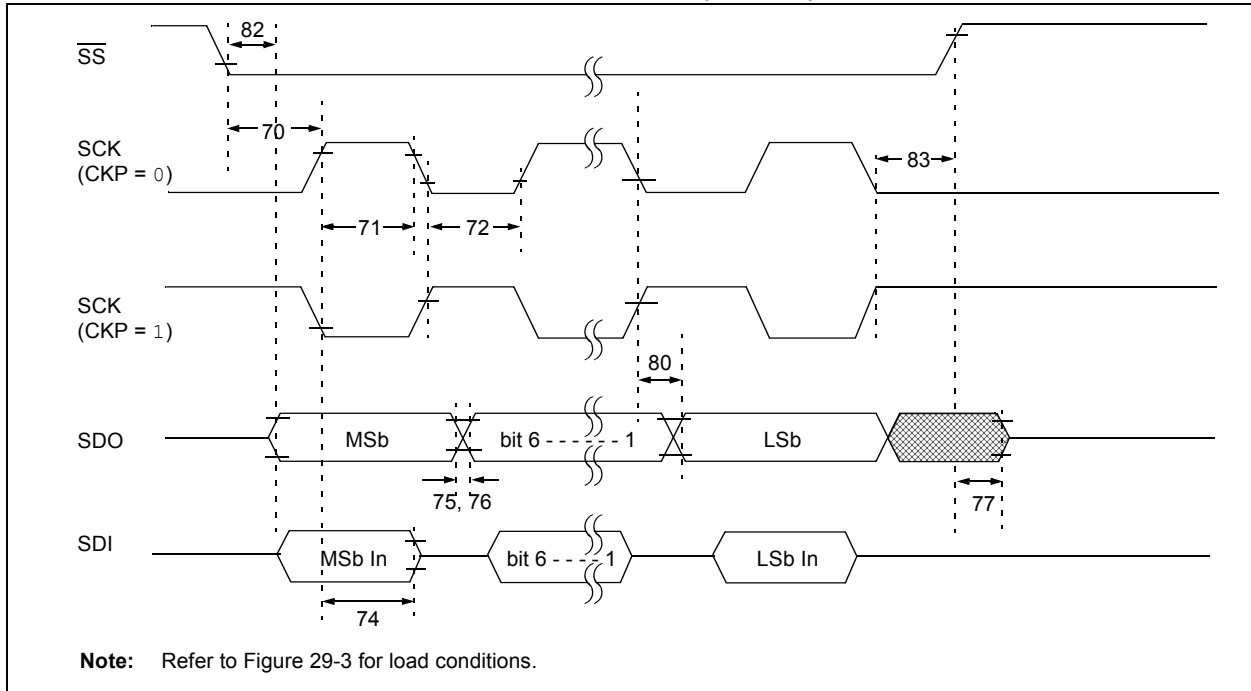 82
SS
70
SCK
(CKP = 0)
83
71
72
SCK
(CKP = 1)
80
SDO
MSb
bit 6 - - - - - - 1
LSb
75, 76
77
SDI
MSb In
bit 6 - - - - 1
LSb In
74
Note: Refer to Figure 29-3 for load conditions.